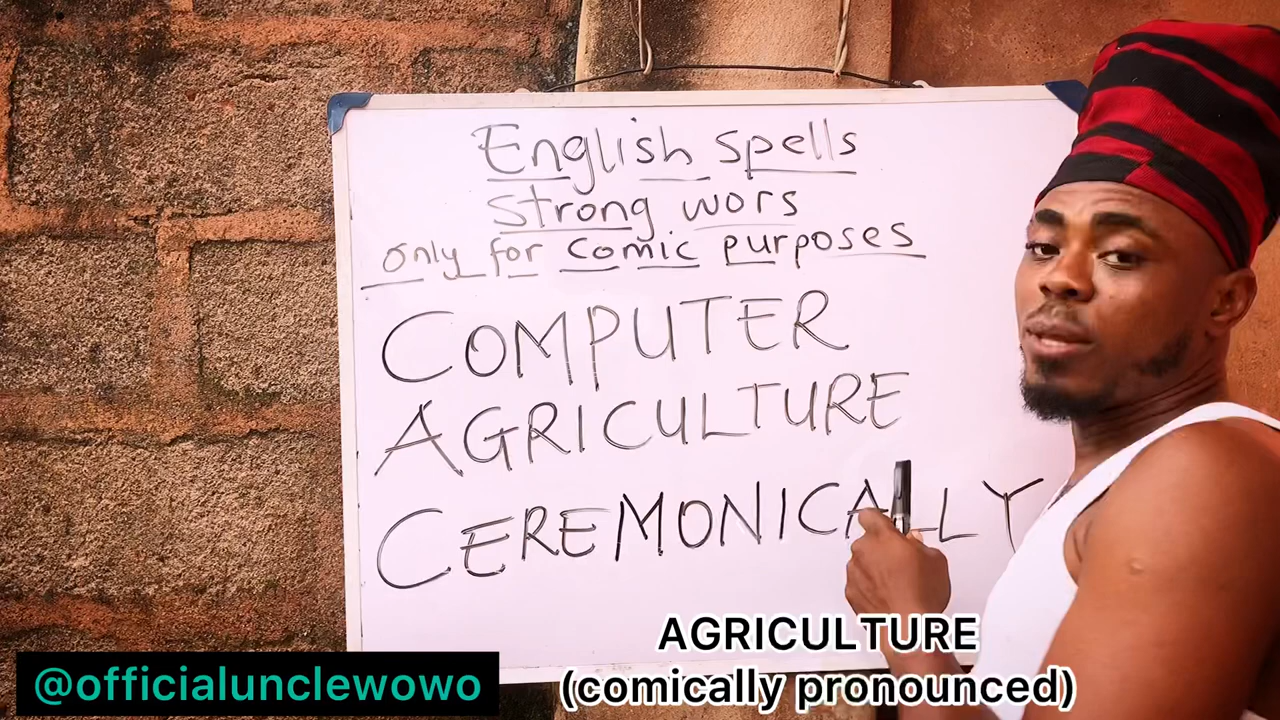 English spells
strong wors
only for comic purposes
COMPUTER
AGRICULTURE
CEREMONICALLY
AGRICULTURE
(comically pronounced)
@officialunclewowo